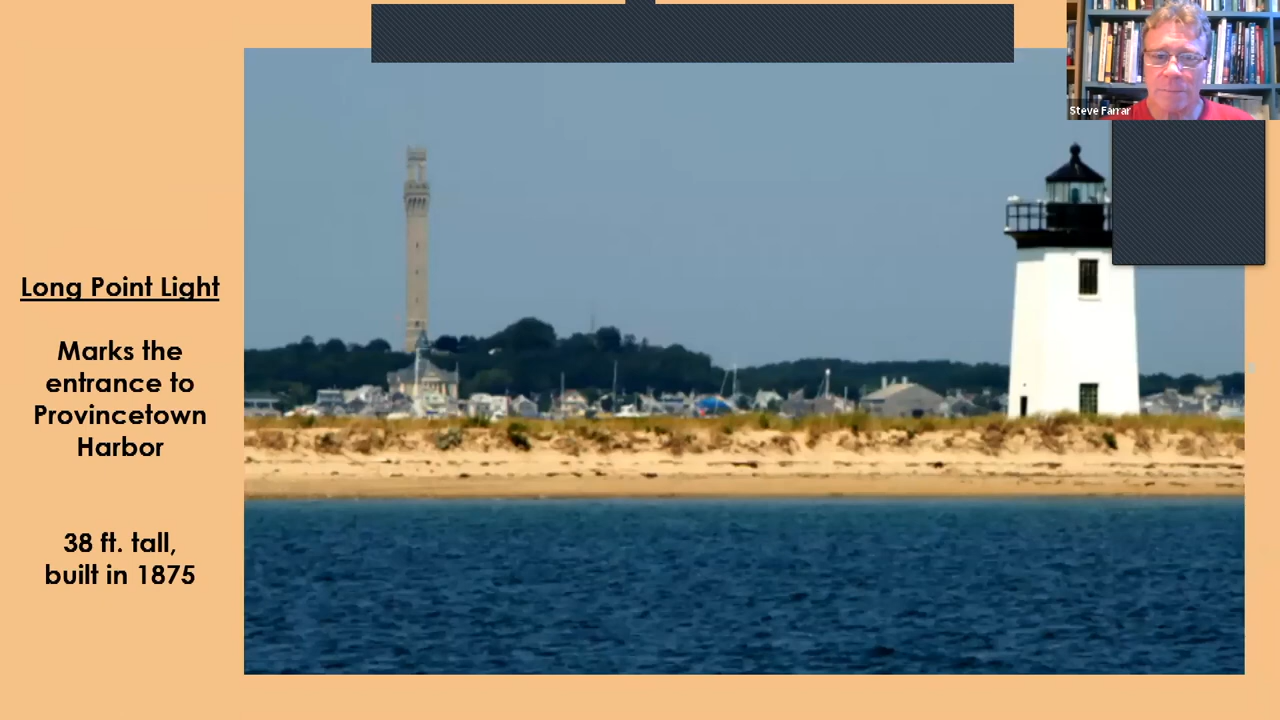 Steve Farrar
Long Point Light
Marks the
entrance to
Provincetown
Harbor
38 ft. tall,
built in 1875